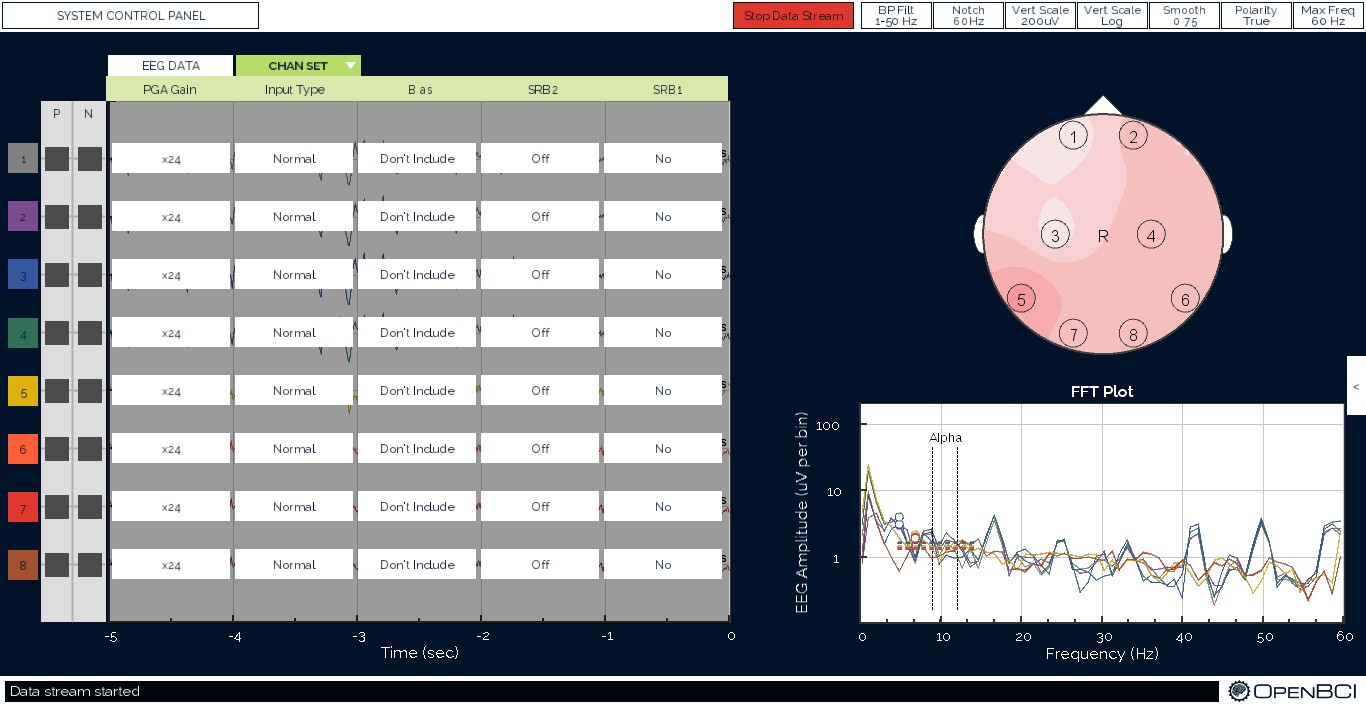 SYSTEM CONTROL PANEL
Stop Data Stream
BP Filt
1-50 Hz
Notch
60Hz
Vert Scale
200uV
Vert Scale
Log
Smooth
0 75
Polarity
True
Max Freq
60 Hz
EEG DATA
CHAN SET
PGA Gain Input Type B as SRB2 SRB1
P N
1 x24 Normal Don't Include Off No
2 x24 Normal Don't Include Off No
3 x24 Normal Don't Include Off No
4 x24 Normal Don't Include Off No
5 x24 Normal Don't Include Off No
6 x24 Normal Don't Include Off No
7 x24 Normal Don't Include Off No
8 x24 Normal Don't Include Off No
-5 -4 -3 -2 -1 0
Time (sec)
1 2
3 R 4
5 6
7 8
<
FFT Plot
EEG Amplitude (uV per bin)
100
10
1
Alpha
0 10 20 30 40 50 60
Frequency (Hz)
Data stream started
OpenBCI